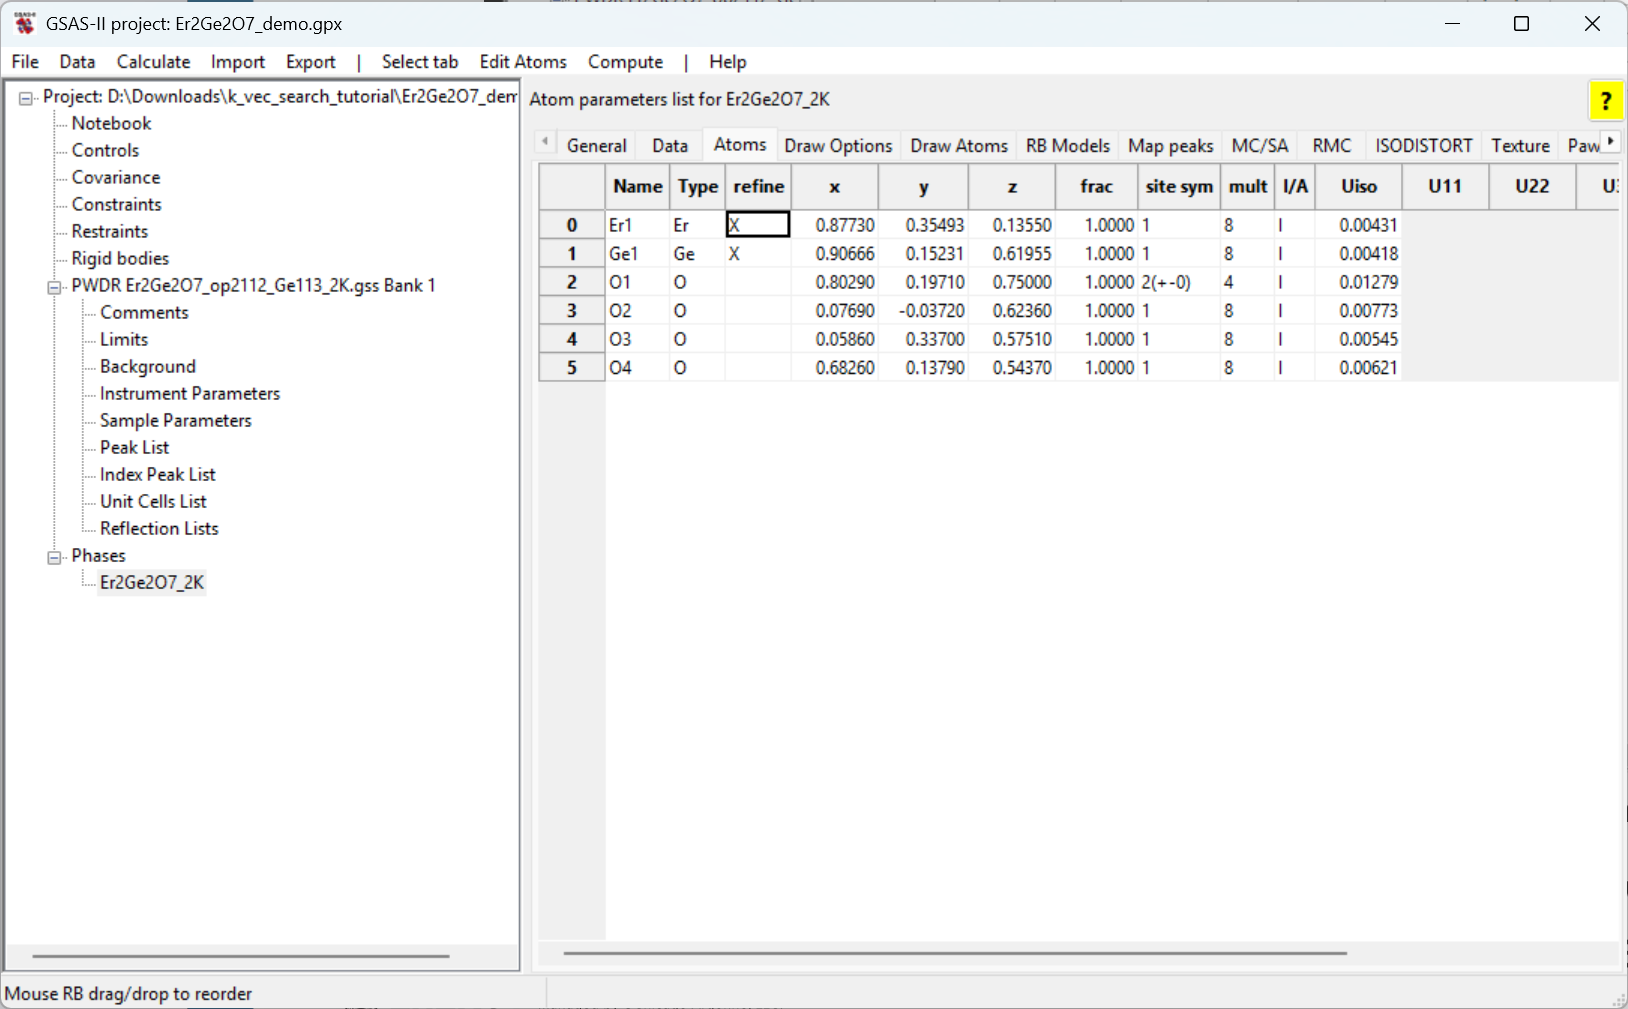 GSAS-II project: Er2Ge2O7_demo.gpx
File Data Calculate Import Export | Select tab Edit Atoms Compute | Help
Project: D:\Downloads\k_vec_search_tutorial\Er2Ge2O7_dem
Notebook
Controls
Covariance
Constraints
Restraints
Rigid bodies
PWDR Er2Ge2O7_op2112_Ge113_2K.gss Bank 1
Comments
Limits
Background
Instrument Parameters
Sample Parameters
Peak List
Index Peak List
Unit Cells List
Reflection Lists
Phases
Er2Ge2O7_2K
Atom parameters list for Er2Ge2O7_2K
?
General Data Atoms Draw Options Draw Atoms RB Models Map peaks MC/SA RMC ISODISTORT Texture Paw
Name Type refine x y z frac site sym mult I/A Uiso U11 U22
0 Er1 Er X 0.87730 0.35493 0.13550 1.0000 1 8 I 0.00431
1 Ge1 Ge X 0.90666 0.15231 0.61955 1.0000 1 8 I 0.00418
2 O1 O 0.80290 0.19710 0.75000 1.0000 2(+-0) 4 I 0.01279
3 O2 O 0.07690 -0.03720 0.62360 1.0000 1 8 I 0.00773
4 O3 O 0.05860 0.33700 0.57510 1.0000 1 8 I 0.00545
5 O4 O 0.68260 0.13790 0.54370 1.0000 1 8 I 0.00621
Mouse RB drag/drop to reorder